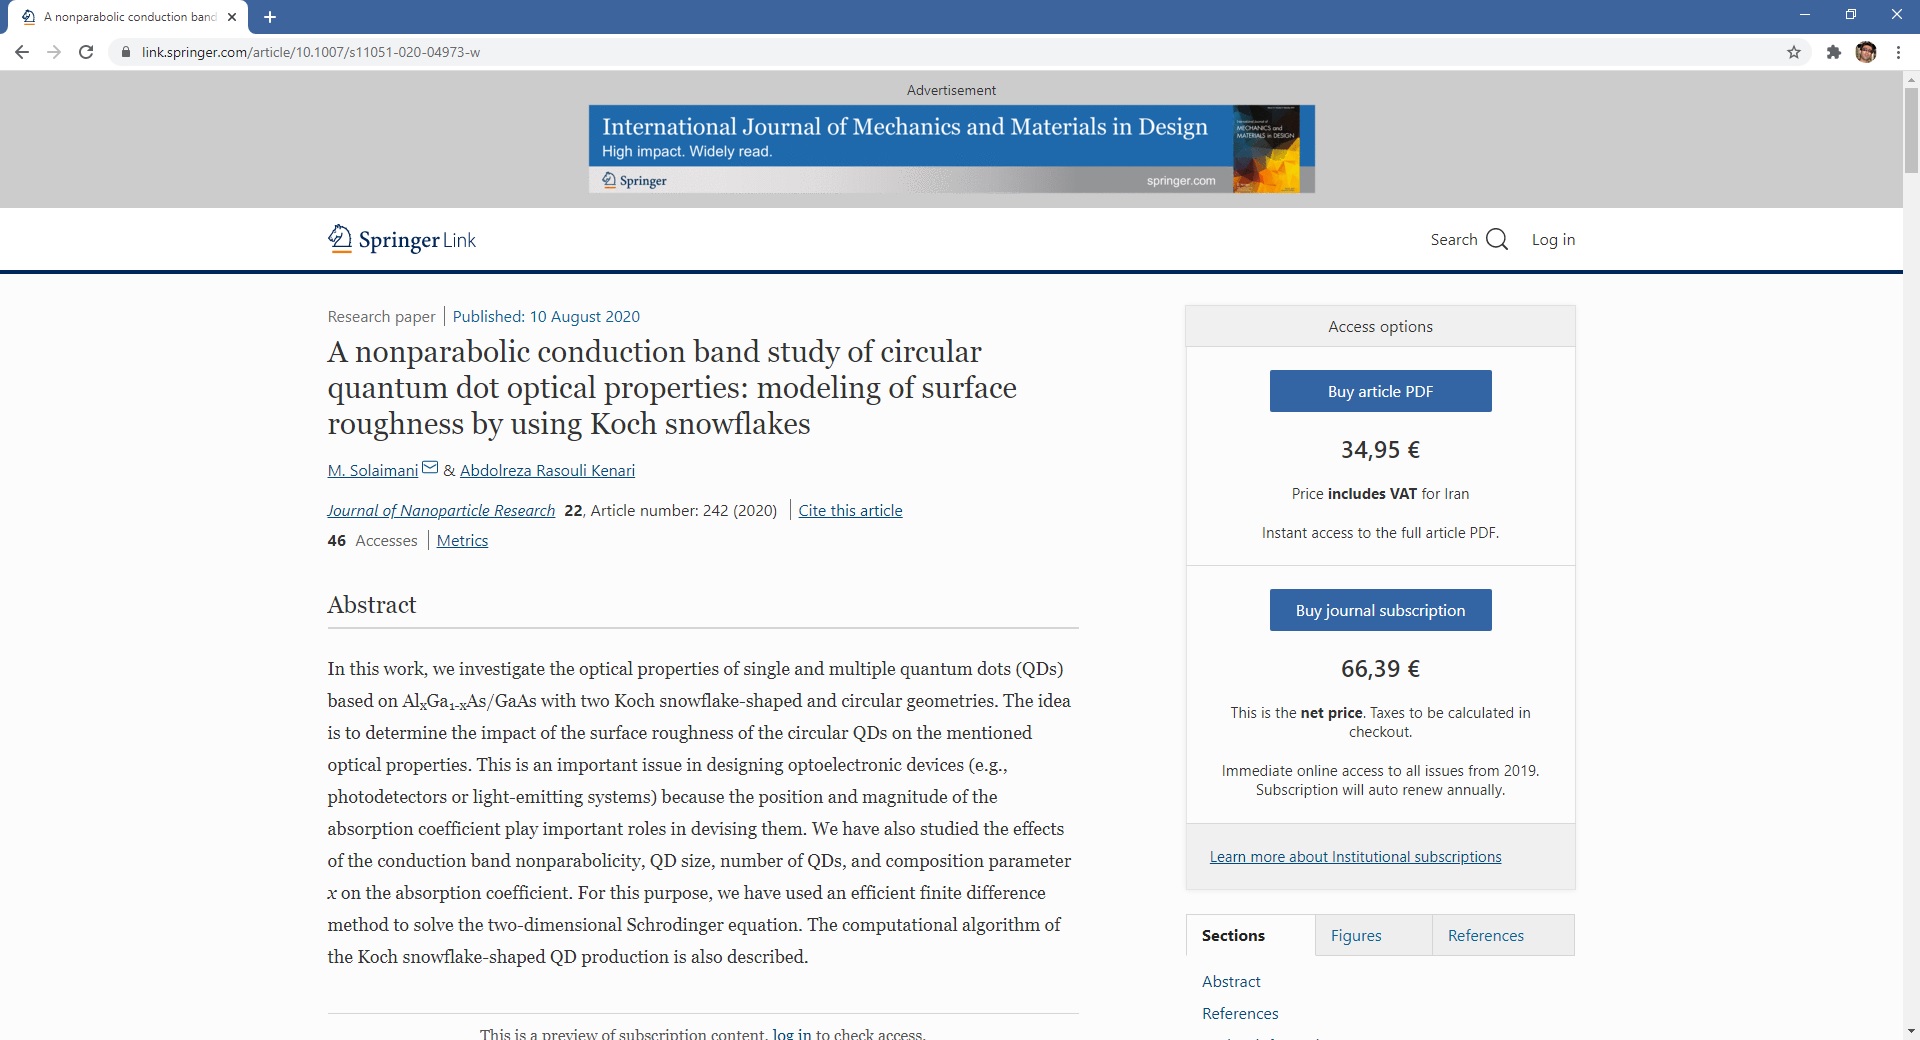 A nonparabolic conduction band
link.springer.com/article/10.1007/s11051-020-04973-w
Advertisement
International Journal of Mechanics and Materials in Design
High impact. Widely read.
MECHANICS and
MATERIALS in DESIGN
Springer
springer.com
Springer Link
Search
Log in
Research paper | Published: 10 August 2020
A nonparabolic conduction band study of circular
quantum dot optical properties: modeling of surface
roughness by using Koch snowflakes
M. Solaimani & Abdolreza Rasouli Kenari
Journal of Nanoparticle Research 22, Article number: 242 (2020) | Cite this article
46 Accesses | Metrics
Abstract
In this work, we investigate the optical properties of single and multiple quantum dots (QDs)
based on AlxGa1-xAs/GaAs with two Koch snowflake-shaped and circular geometries. The idea
is to determine the impact of the surface roughness of the circular QDs on the mentioned
optical properties. This is an important issue in designing optoelectronic devices (e.g.,
photodetectors or light-emitting systems) because the position and magnitude of the
absorption coefficient play important roles in devising them. We have also studied the effects
of the conduction band nonparabolicity, QD size, number of QDs, and composition parameter
x on the absorption coefficient. For this purpose, we have used an efficient finite difference
method to solve the two-dimensional Schrodinger equation. The computational algorithm of
the Koch snowflake-shaped QD production is also described.
This is a preview of subscription content, log in to check access.
Access options
Buy article PDF
34,95 €
Price includes VAT for Iran
Instant access to the full article PDF.
Buy journal subscription
66,39 €
This is the net price. Taxes to be calculated in
checkout.
Immediate online access to all issues from 2019.
Subscription will auto renew annually.
Learn more about Institutional subscriptions
Sections
Figures
References
Abstract
References